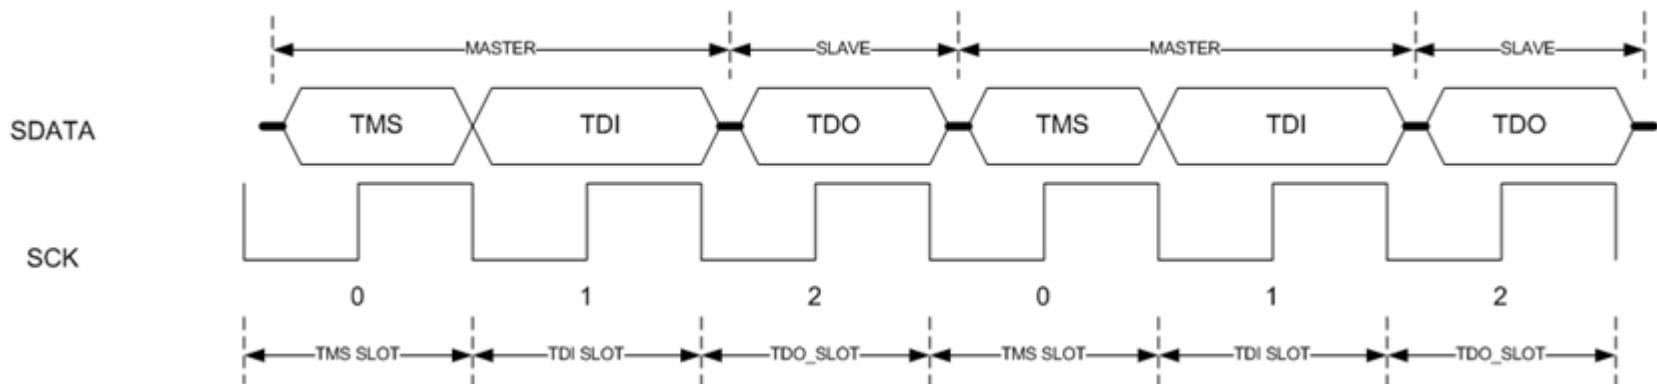 MASTER SLAVE MASTER SLAVE
SDATA TMS TDI TDO TMS TDI TDO
SCK
0 1 2 0 1 2
TMS SLOT TDI SLOT TDO_SLOT TMS SLOT TDI SLOT TDO_SLOT